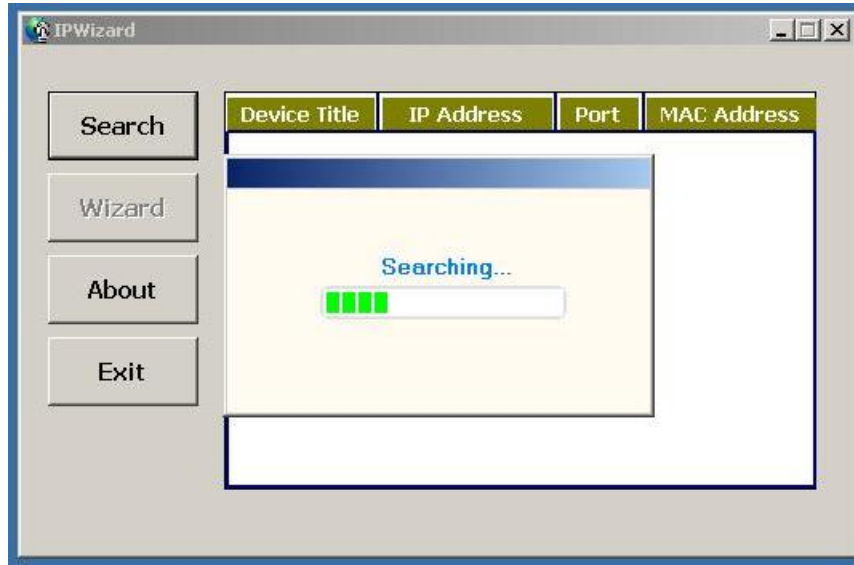 IPWizard
Search
Wizard
About
Exit
Device Title IP Address Port MAC Address
Searching...